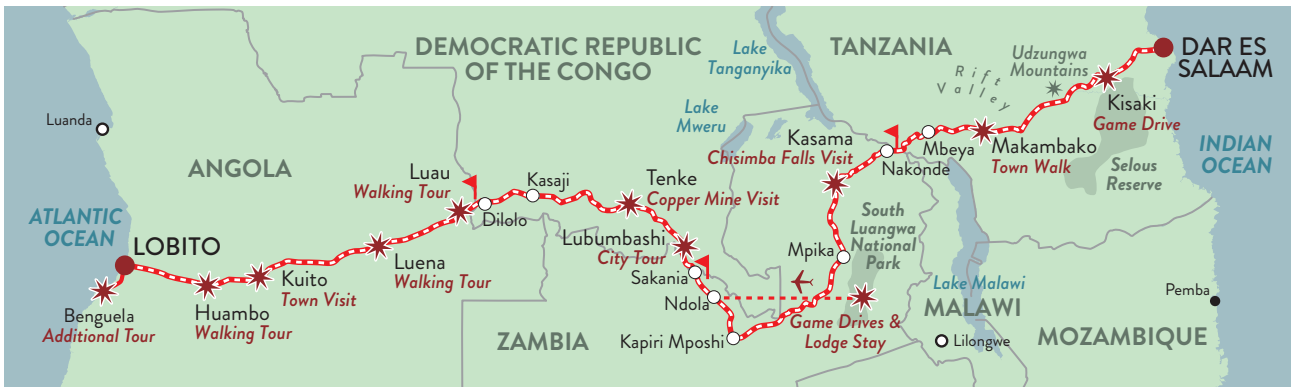 DEMOCRATIC REPUBLIC
OF THE CONGO
Lake
Tanganyika
TANZANIA
Udzungwa
Mountains
DAR ES
SALAAM
Rift
Valley
Kisaki
Game Drive
Luanda
Lake
Mweru
Kasama
Chisimba Falls Visit
Nakonde
Mbeya
Makambako
Town Walk
Selous
Reserve
INDIAN
OCEAN
ANGOLA
Luau
Walking Tour
Dilolo
Kasaji
Tenke
Copper Mine Visit
ATLANTIC
OCEAN
LOBITO
Lubumbashi
City Tour
Sakania
Ndola
Mpika
South
Luangwa
National
Park
Kuito
Town Visit
Luena
Walking Tour
Benguela
Additional Tour
Huambo
Walking Tour
ZAMBIA
Kapiri Mposhi
Game Drives &
Lodge Stay
Lake Malawi
MALAWI
Lilongwe
Pemba
MOZAMBIQUE